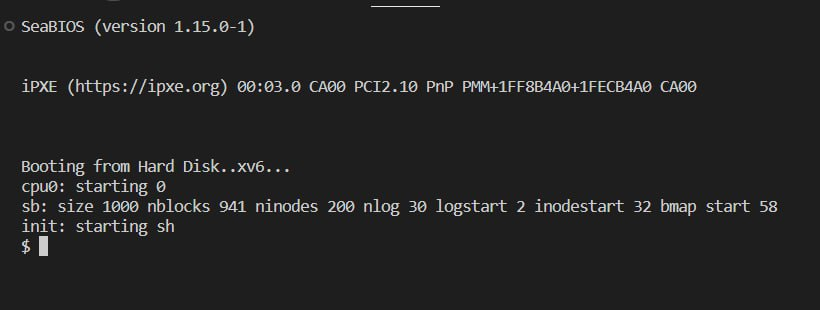 SeaBIOS (version 1.15.0-1)
iPXE (https://ipxe.org) 00:03.0 CA00 PCI2.10 PnP PMM+1FF8B4A0+1FECB4A0 CA00
Booting from Hard Disk..xv6...
cpu0: starting 0
sb: size 1000 nblocks 941 ninodes 200 nlog 30 logstart 2 inodestart 32 bmap start 58
init: starting sh
$